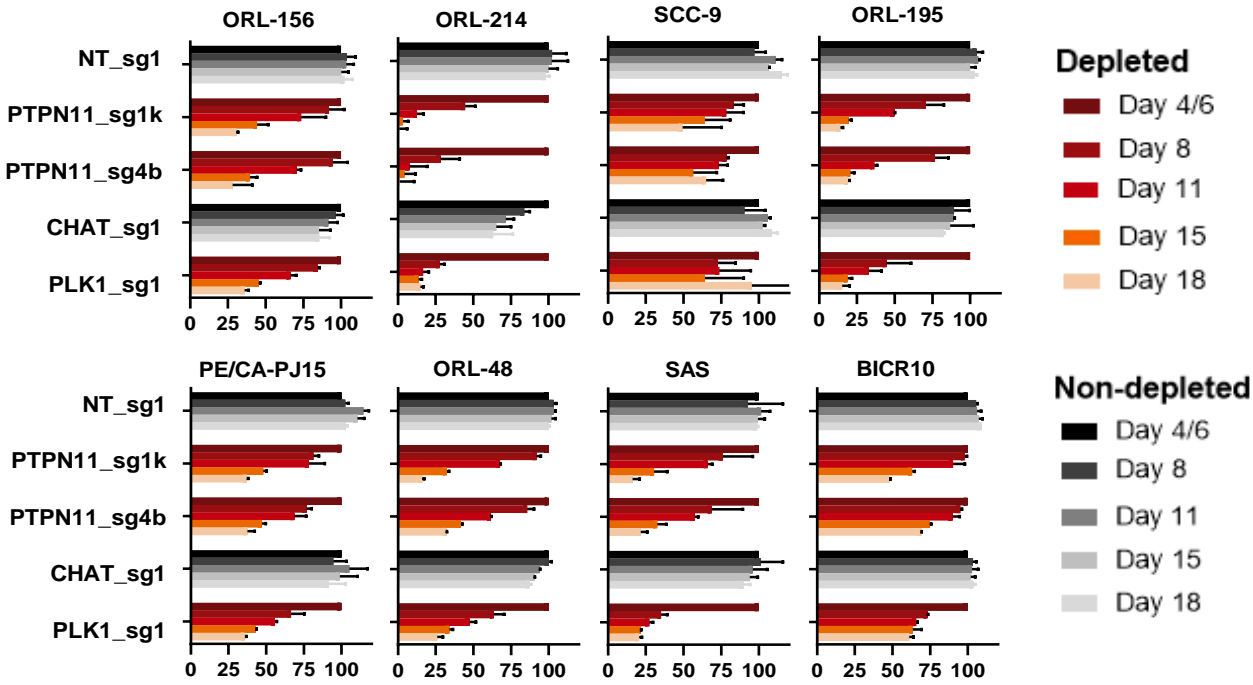 ORL-156 ORL-214 SCC-9 ORL-195
NT_sg1
PTPN11_sg1k
PTPN11_sg4b
CHAT_sg1
PLK1_sg1
0 25 50 75 100 0 25 50 75 100 0 25 50 75 100 0 25 50 75 100
Depleted
Day 4/6
Day 8
Day 11
Day 15
Day 18
PE/CA-PJ15 ORL-48 SAS BICR10
NT_sg1
PTPN11_sg1k
PTPN11_sg4b
CHAT_sg1
PLK1_sg1
0 25 50 75 100 0 25 50 75 100 0 25 50 75 100 0 25 50 75 100
Non-depleted
Day 4/6
Day 8
Day 11
Day 15
Day 18